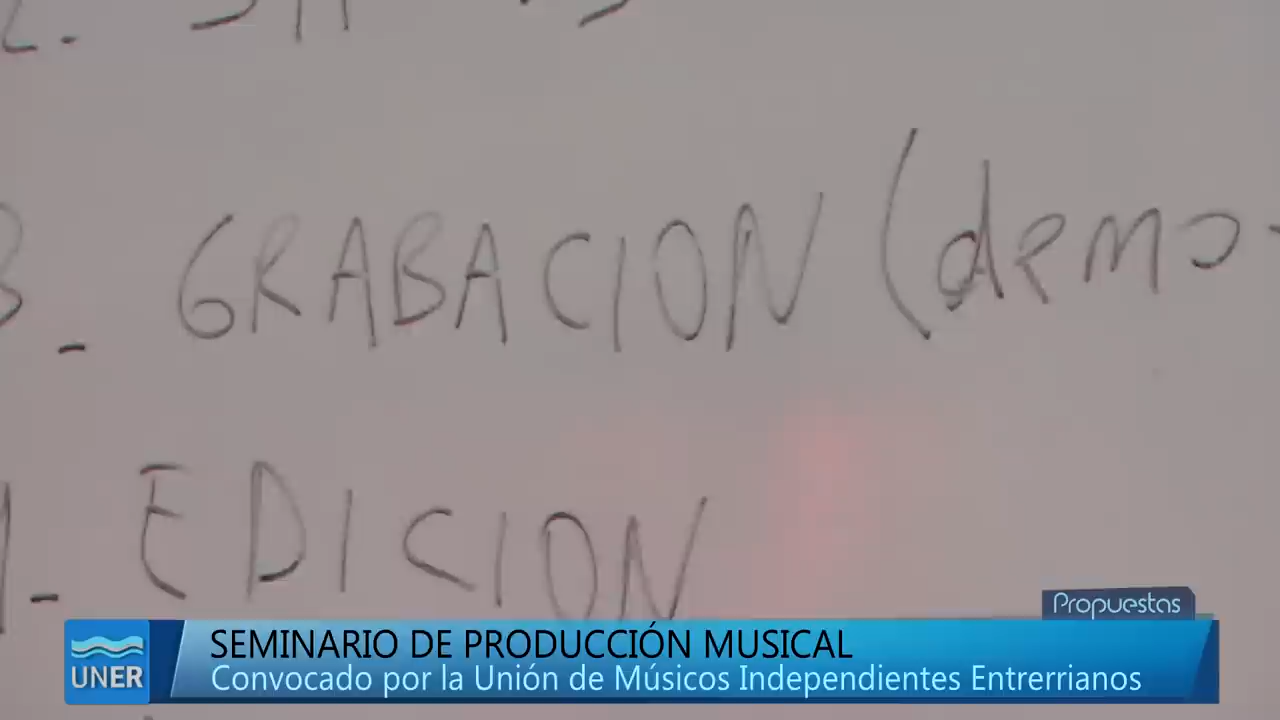 3_ GRABACION (demo-
4_ EDICION
Propuestas
SEMINARIO DE PRODUCCIÓN MUSICAL
UNER
Convocado por la Unión de Músicos Independientes Entrerrianos